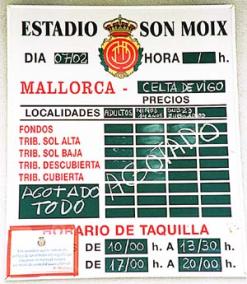 ESTADIO SON MOIX
DIA 07/02 HORA / h.
MALLORCA - CELTA DE VIGO
PRECIOS
LOCALIDADES ADULTOS NIÑOS
FONDOS
TRIB. SOL ALTA
TRIB. SOL BAJA
TRIB. DESCUBIERTA
TRIB. CUBIERTA
AGOTADO
AGOTADO
TODO
HORARIO DE TAQUILLA
S DE 10/00 h. A 13/30 h.
S DE 17/00 h. A 20/00 h.